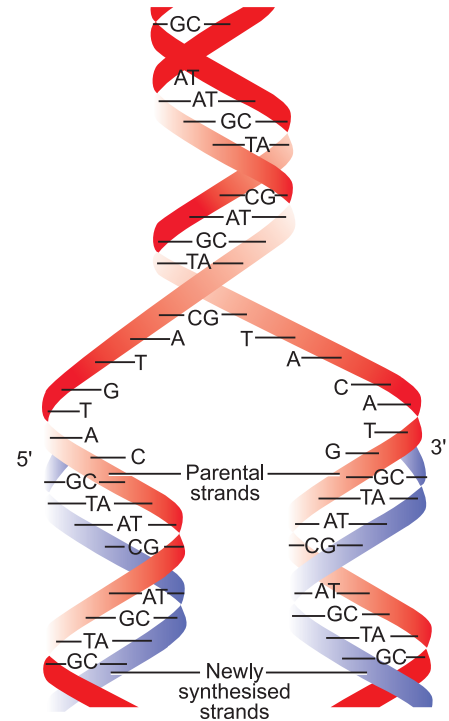 GC
AT
AT
GC
TA
CG
AT
GC
TA
CG
A T
T A
G C
T A
A T
5' C G 3'
Parental
strands
GC GC
TA TA
AT AT
CG CG
AT AT
GC GC
TA TA
GC GC
Newly
synthesised
strands